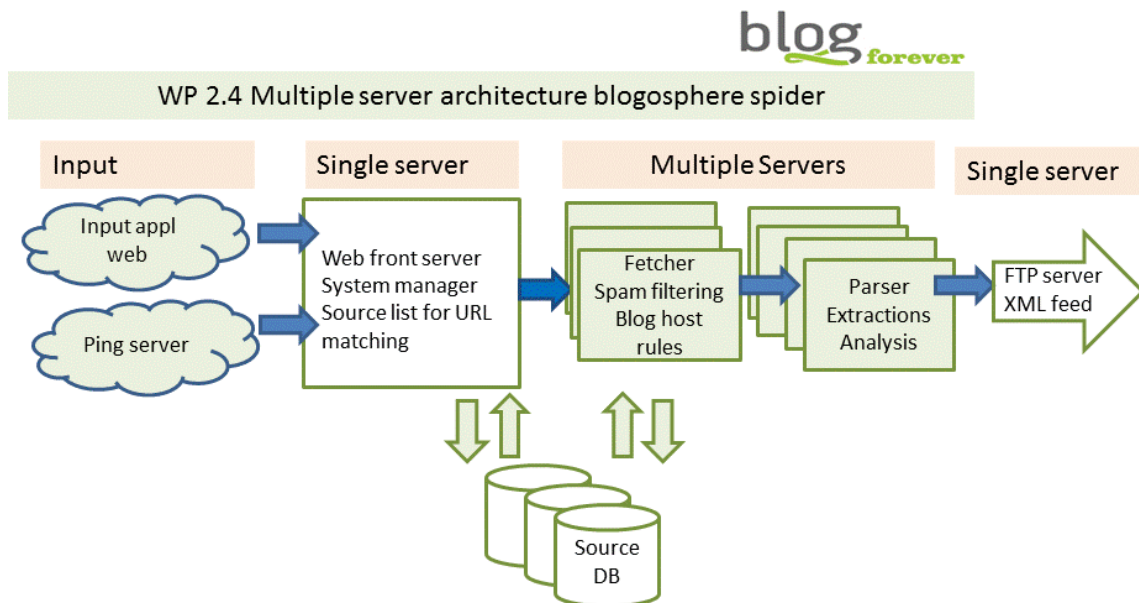 blog
forever
WP 2.4 Multiple server architecture blogosphere spider
Input
Single server
Multiple Servers
Single server
Input appl
web
Ping server
Web front server
System manager
Source list for URL
matching
Fetcher
Spam filtering
Blog host
rules
Parser
Extractions
Analysis
FTP server
XML feed
Source
DB